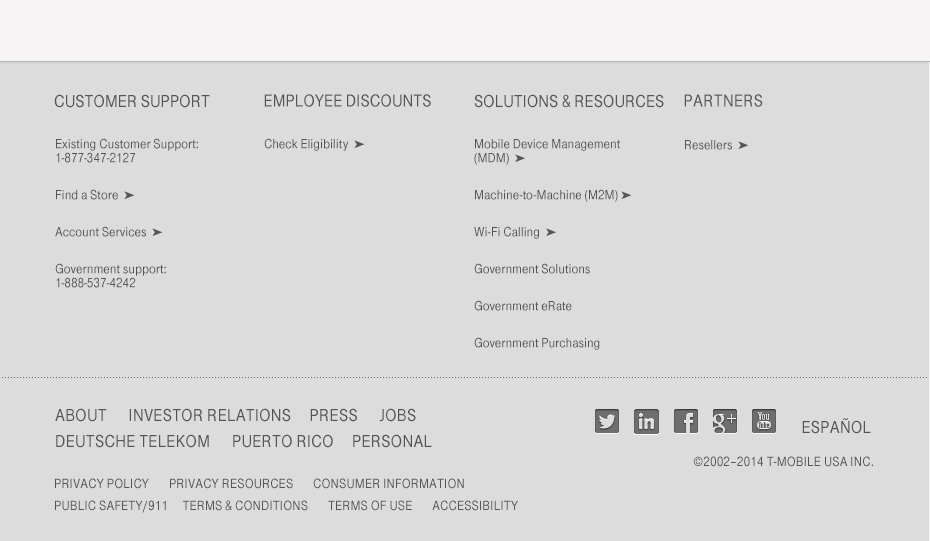 CUSTOMER SUPPORT
Existing Customer Support:
1-877-347-2127
Find a Store
Account Services
Government support:
1-888-537-4242
EMPLOYEE DISCOUNTS
Check Eligibility
SOLUTIONS & RESOURCES
Mobile Device Management
(MDM)
Machine-to-Machine (M2M)
Wi-Fi Calling
Government Solutions
Government eRate
Government Purchasing
PARTNERS
Resellers
ABOUT INVESTOR RELATIONS PRESS JOBS
DEUTSCHE TELEKOM PUERTO RICO PERSONAL
PRIVACY POLICY PRIVACY RESOURCES CONSUMER INFORMATION
PUBLIC SAFETY/911 TERMS & CONDITIONS TERMS OF USE ACCESSIBILITY
in f g+ You
Tube
ESPAÑOL
©2002–2014 T-MOBILE USA INC.